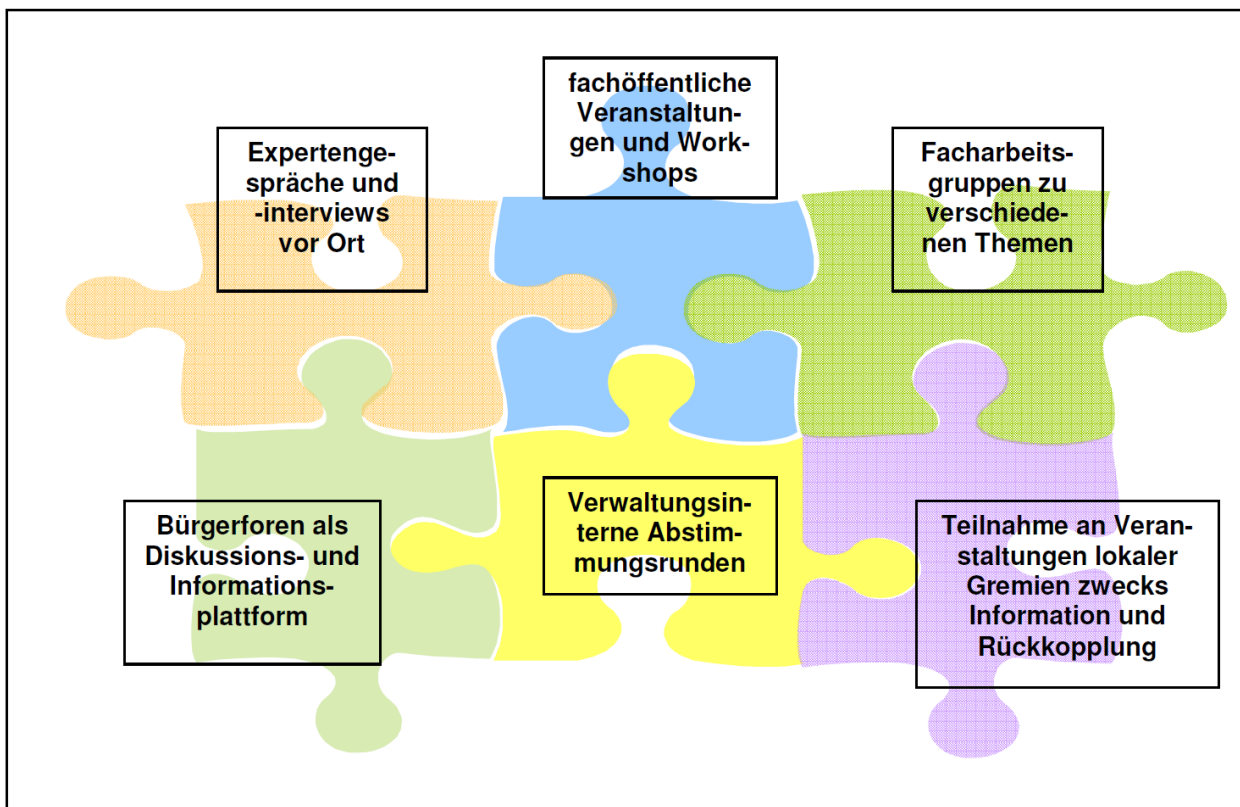 fachöffentliche
Veranstaltun-
gen und Work-
shops
Expertenge-
spräche und
-interviews
vor Ort
Facharbeits-
gruppen zu
verschiede-
nen Themen
Bürgerforen als
Diskussions- und
Informations-
plattform
Verwaltungsin-
terne Abstim-
mungsrunden
Teilnahme an Veran-
staltungen lokaler
Gremien zwecks
Information und
Rückkopplung